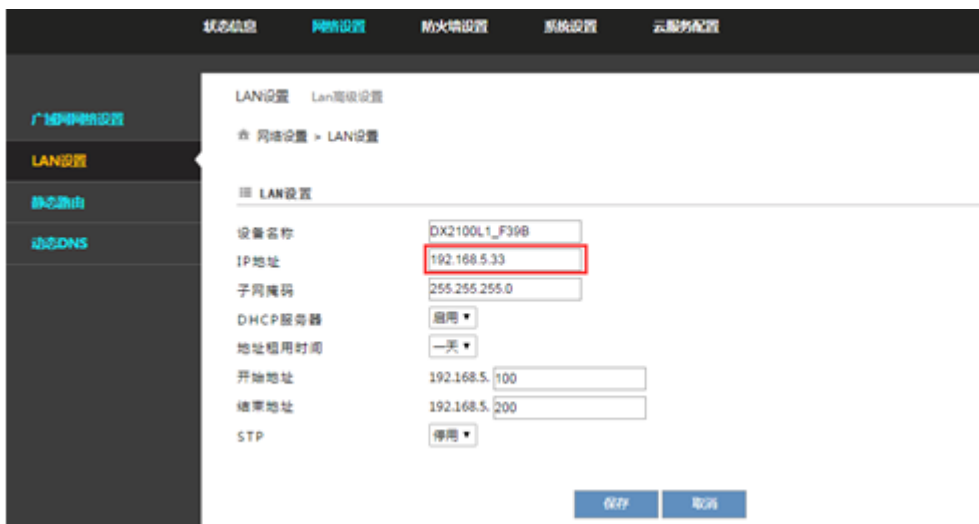 状态信息 网络设置 防火墙设置 系统设置 云服务配置
LAN设置 Lan高级设置
广域网网络设置
网络设置 > LAN设置
LAN设置
静态路由
动态DNS
LAN设置
设备名称 DX2100L1_F39B
IP地址 192.168.5.33
子网掩码 255.255.255.0
DHCP服务器 启用
地址租用时间 一天
开始地址 192.168.5. 100
结束地址 192.168.5. 200
STP 停用
保存 取消